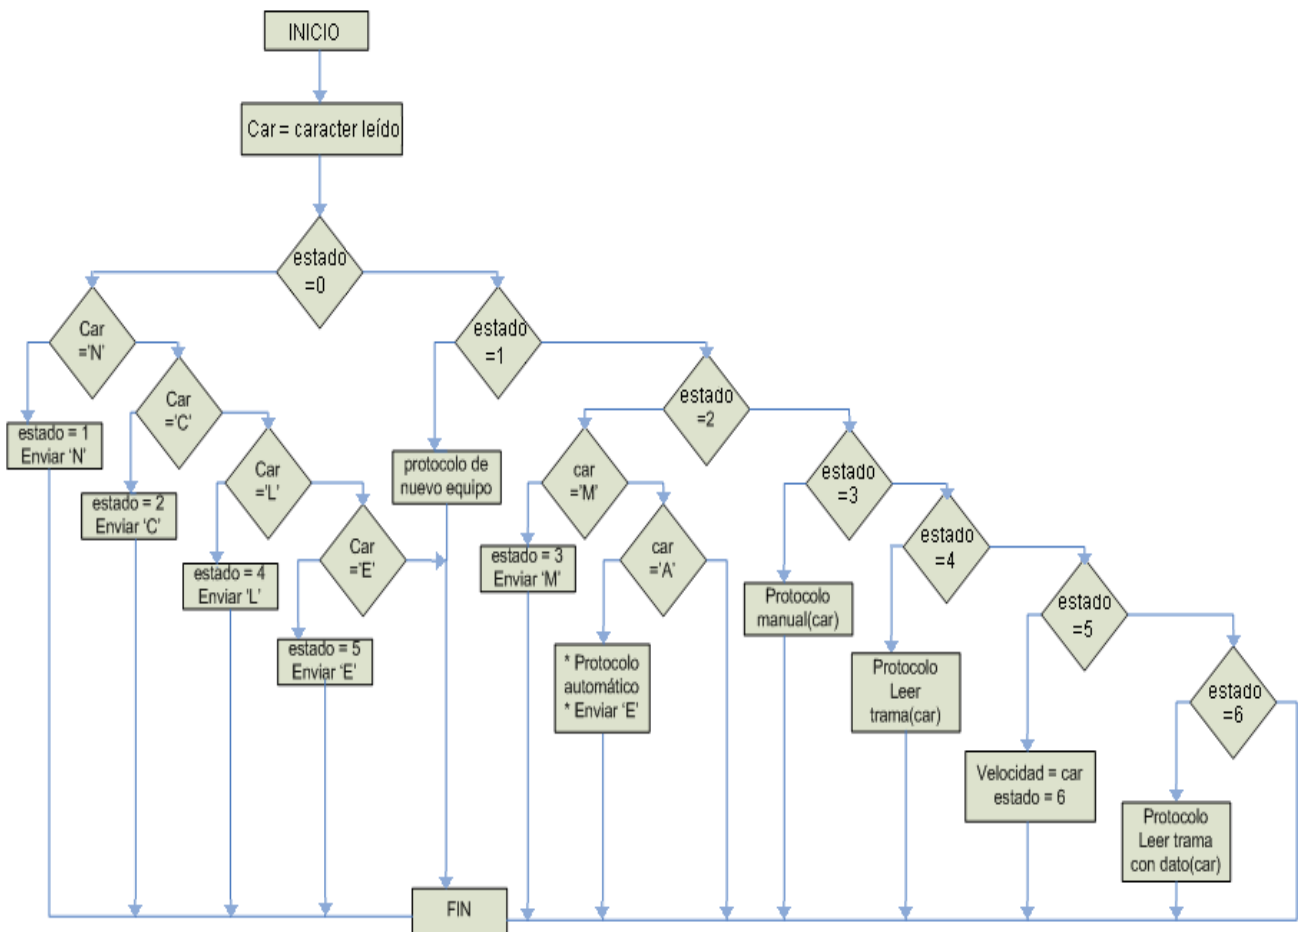 INICIO
Car = caracter leído
estado
=0
Car
='N'
estado
=1
Car
='C'
estado
=2
estado = 1
Enviar 'N'
Car
='L'
protocolo de
nuevo equipo
car
='M'
estado
=3
estado = 2
Enviar 'C'
Car
='E'
estado = 3
Enviar 'M'
car
='A'
estado
=4
estado = 4
Enviar 'L'
Protocolo
manual(car)
estado
=5
estado = 5
Enviar 'E'
* Protocolo
automático
* Enviar 'E'
Protocolo
Leer
trama(car)
estado
=6
Velocidad = car
estado = 6
Protocolo
Leer trama
con dato(car)
FIN